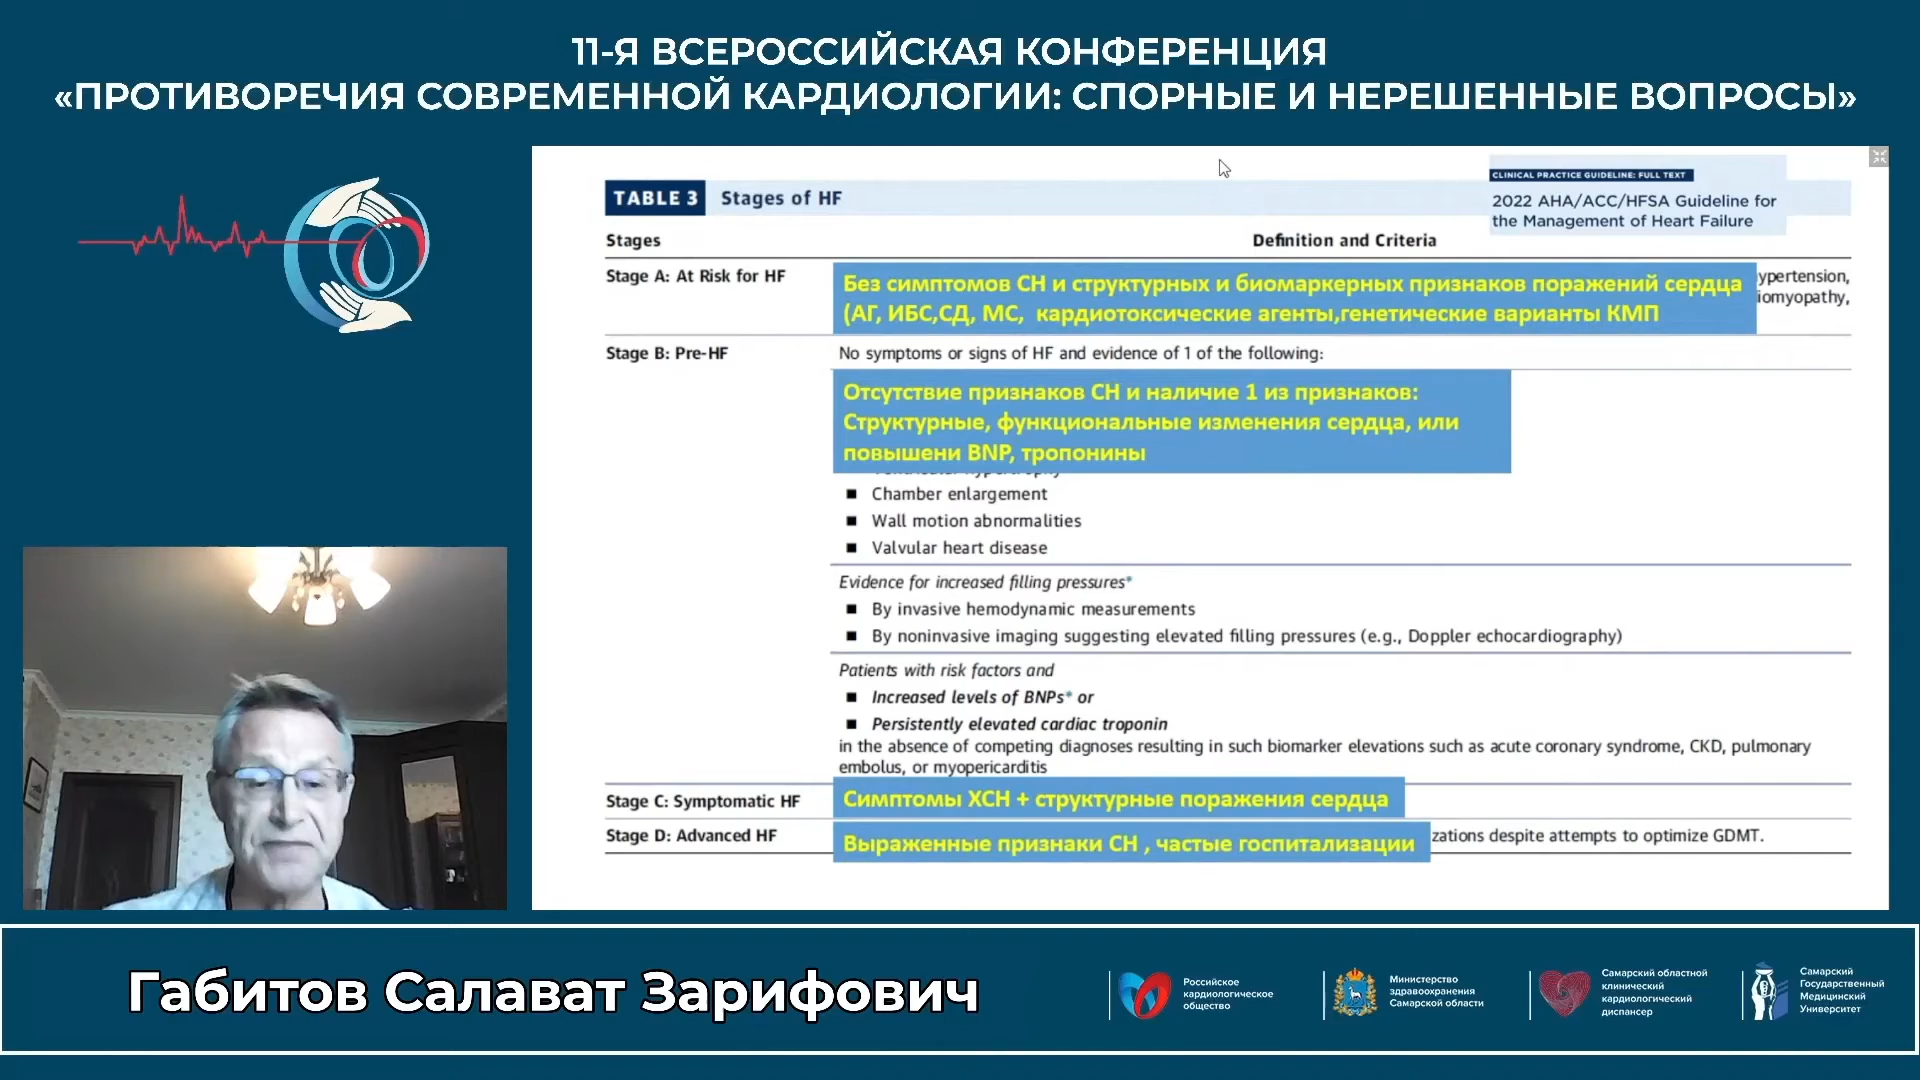 11-Я ВСЕРОССИЙСКАЯ КОНФЕРЕНЦИЯ
«ПРОТИВОРЕЧИЯ СОВРЕМЕННОЙ КАРДИОЛОГИИ: СПОРНЫЕ И НЕРЕШЕННЫЕ ВОПРОСЫ»
TABLE 3 Stages of HF
CLINICAL PRACTICE GUIDELINE: FULL TEXT
2022 AHA/ACC/HFSA Guideline for
the Management of Heart Failure
Stages Definition and Criteria
Stage A: At Risk for HF
Без симптомов СН и структурных и биомаркерных признаков поражений сердца
(АГ, ИБС,СД, МС, кардиотоксические агенты,генетические варианты КМП
ypertension,
iomyopathy,
Stage B: Pre-HF No symptoms or signs of HF and evidence of 1 of the following:
Отсутствие признаков СН и наличие 1 из признаков:
Структурные, функциональные изменения сердца, или
повышени BNP, тропонины
■ Chamber enlargement
■ Wall motion abnormalities
■ Valvular heart disease
Evidence for increased filling pressures*
■ By invasive hemodynamic measurements
■ By noninvasive imaging suggesting elevated filling pressures (e.g., Doppler echocardiography)
Patients with risk factors and
■ Increased levels of BNPs* or
■ Persistently elevated cardiac troponin
in the absence of competing diagnoses resulting in such biomarker elevations such as acute coronary syndrome, CKD, pulmonary
embolus, or myopericarditis
Stage C: Symptomatic HF Симптомы ХСН + структурные поражения сердца
Stage D: Advanced HF Выраженные признаки СН , частые госпитализации zations despite attempts to optimize GDMT.
Габитов Салават Зарифович
Российское
кардиологическое
общество
Министерство
здравоохранения
Самарской области
Самарский областной
клинический
кардиологический
диспансер
Самарский
Государственный
Медицинский
Университет